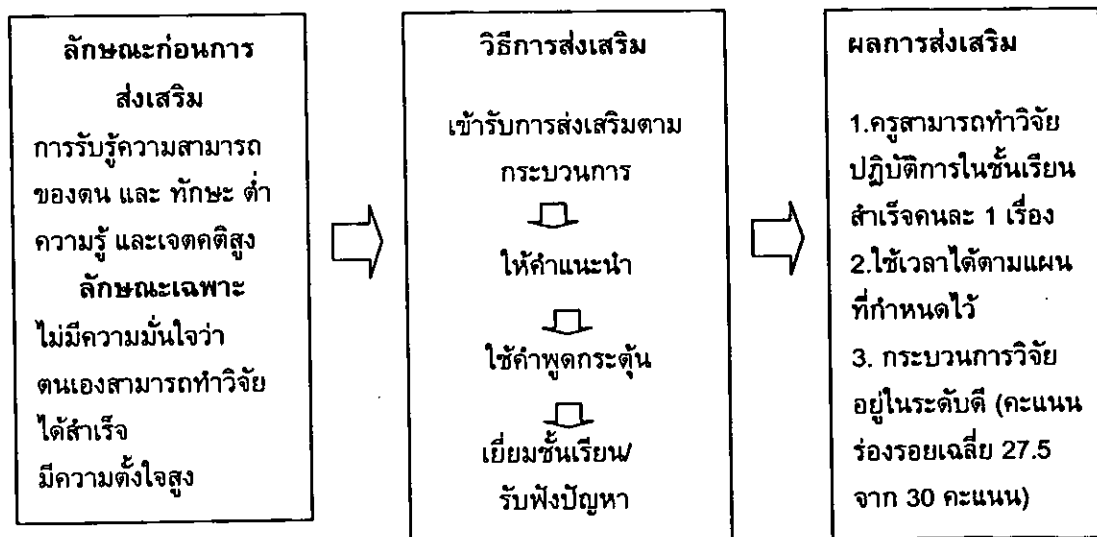 ลักษณะก่อนการ
ส่งเสริม
การรับรู้ความสามารถ
ของตน และ ทักษะ ต่ำ
ความรู้ และเจตคติสูง
ลักษณะเฉพาะ
ไม่มีความมั่นใจว่า
ตนเองสามารถทำวิจัย
ได้สำเร็จ
มีความตั้งใจสูง
วิธีการส่งเสริม
เข้ารับการส่งเสริมตาม
กระบวนการ
ให้คำแนะนำ
ใช้คำพูดกระตุ้น
เยี่ยมชั้นเรียน/
รับฟังปัญหา
ผลการส่งเสริม
1.ครูสามารถทำวิจัย
ปฏิบัติการในชั้นเรียน
สำเร็จคนละ 1 เรื่อง
2.ใช้เวลาได้ตามแผน
ที่กำหนดไว้
3. กระบวนการวิจัย
อยู่ในระดับดี (คะแนน
ร่องรอยเฉลี่ย 27.5
จาก 30 คะแนน)